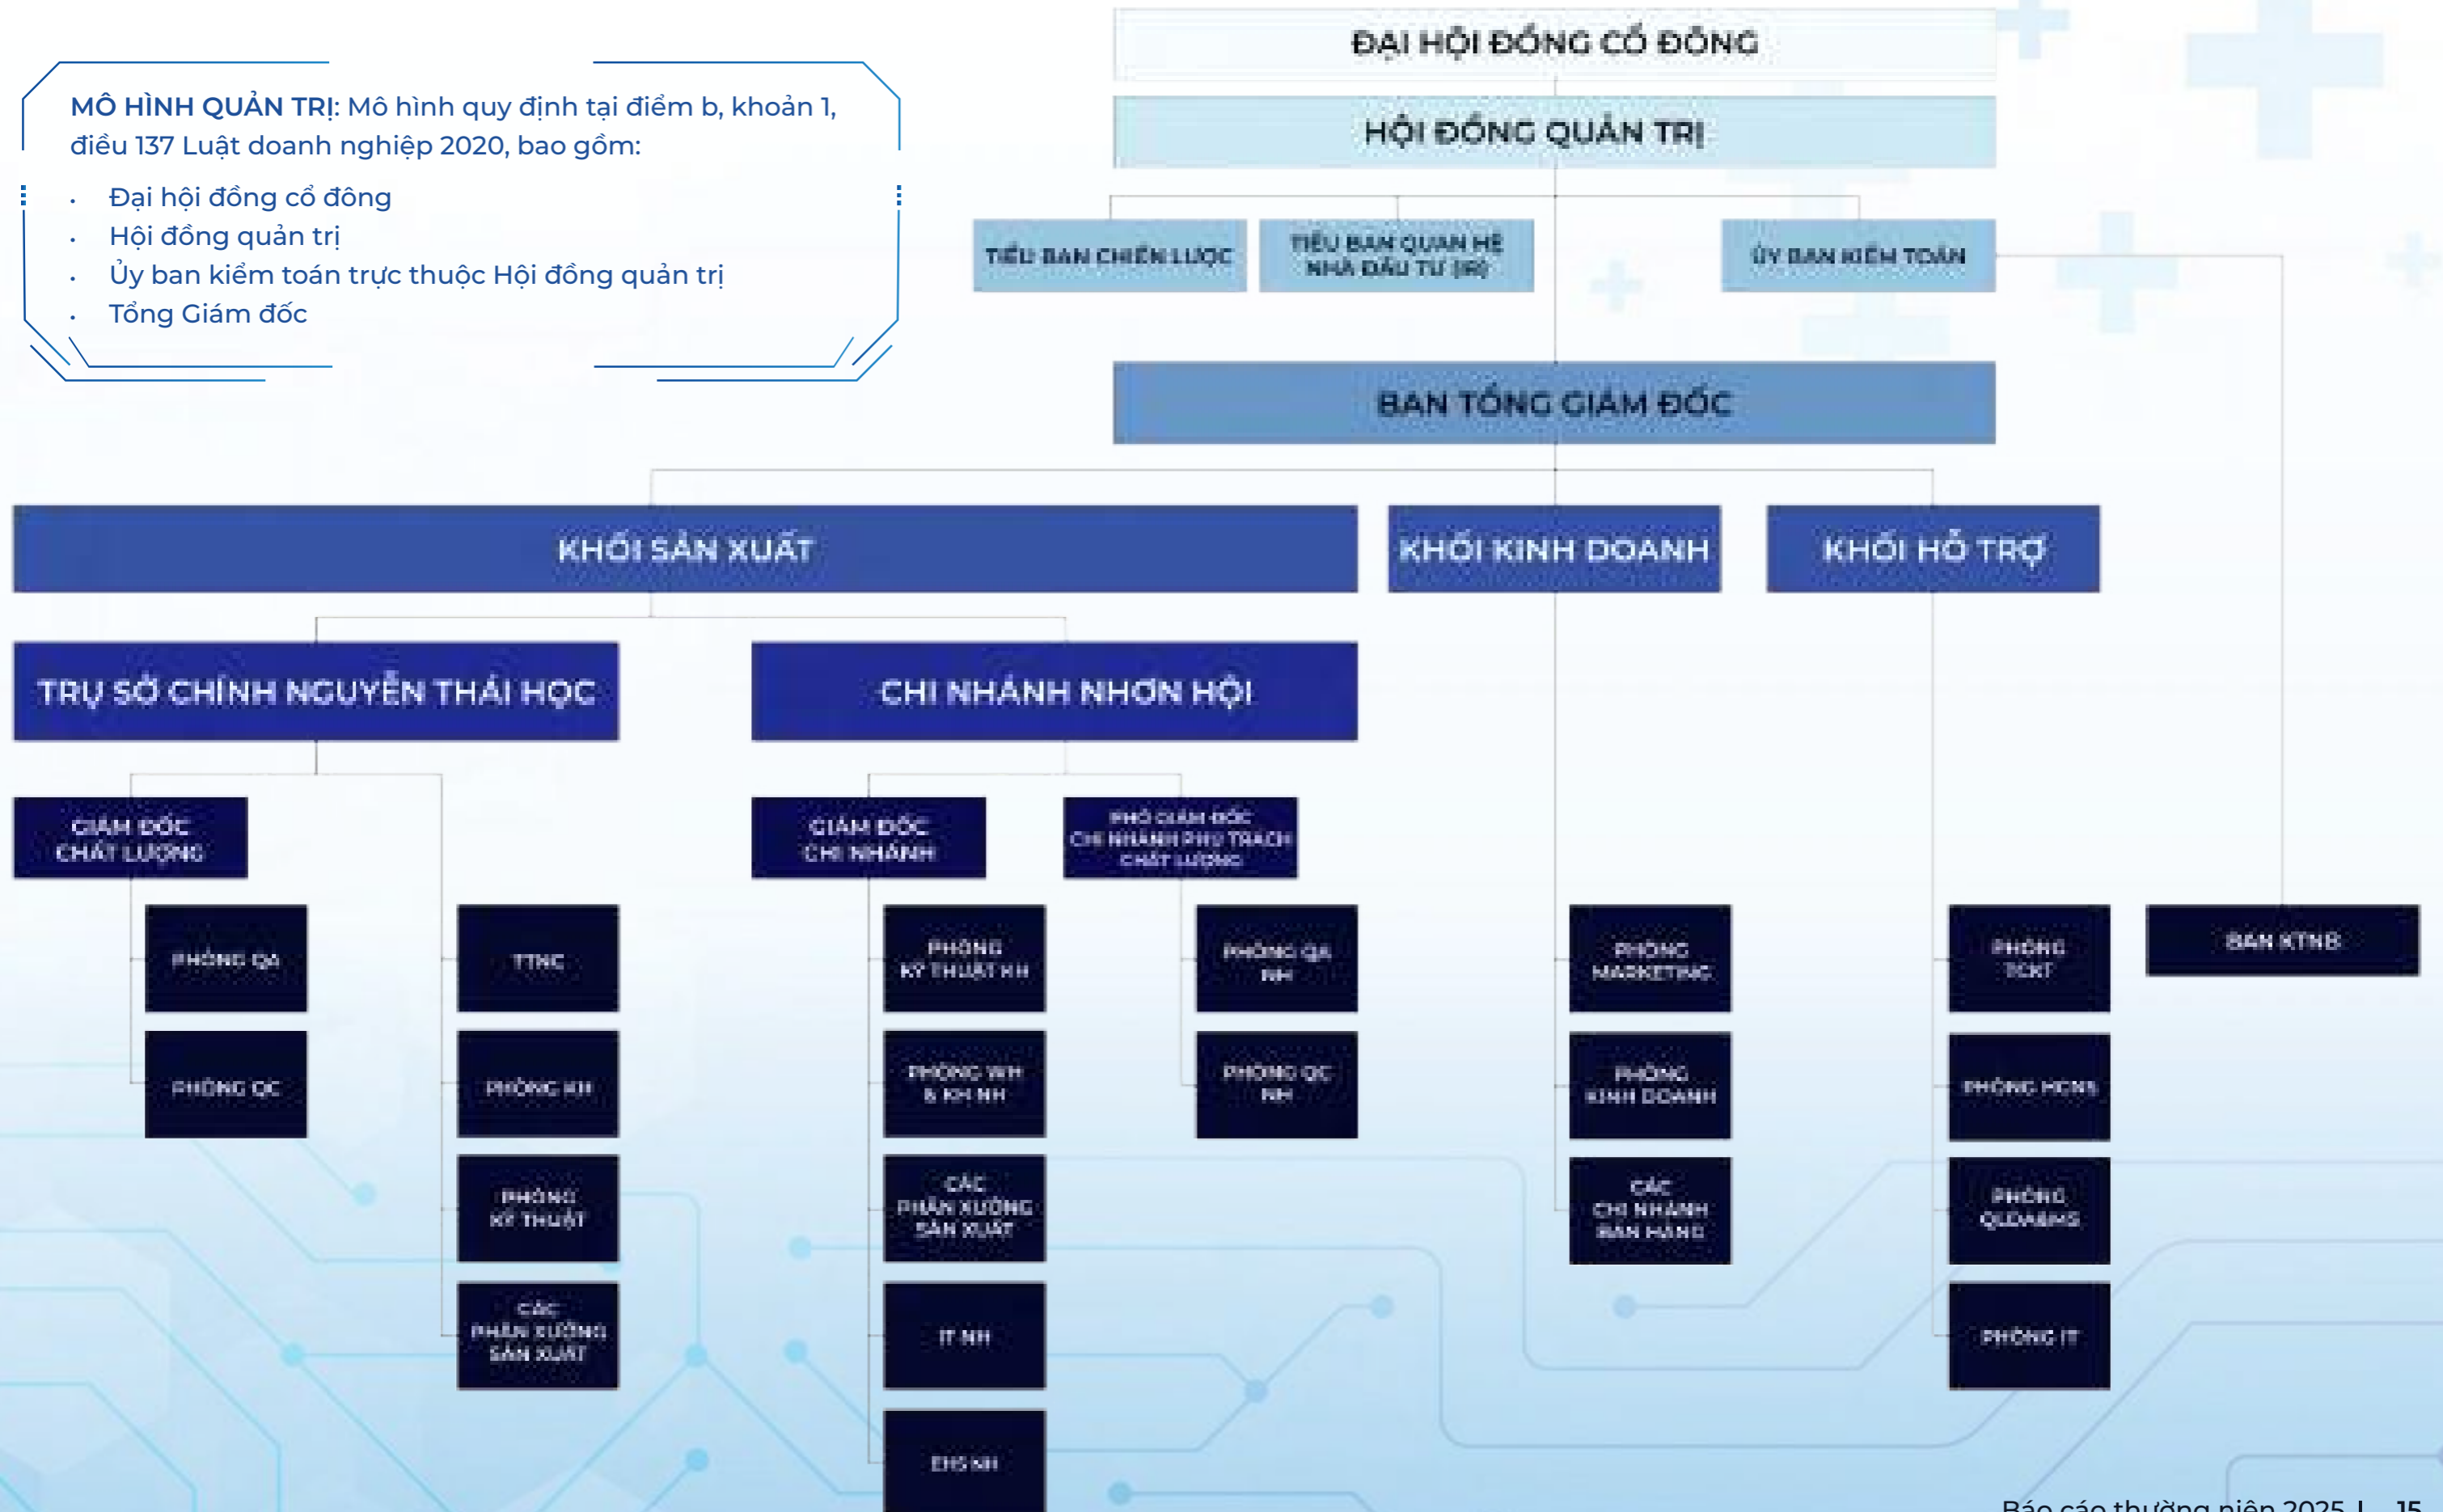 MÔ HÌNH QUẢN TRỊ: Mô hình quy định tại điểm b, khoản 1,
điều 137 Luật doanh nghiệp 2020, bao gồm:
• Đại hội đồng cổ đông
• Hội đồng quản trị
• Ủy ban kiểm toán trực thuộc Hội đồng quản trị
• Tổng Giám đốc
ĐẠI HỘI ĐỒNG CỔ ĐÔNG
HỘI ĐỒNG QUẢN TRỊ
TIỂU BAN CHIẾN LƯỢC
TIỂU BAN QUAN HỆ
NHÀ ĐẦU TƯ (IR)
ỦY BAN KIỂM TOÁN
BAN TỔNG GIÁM ĐỐC
KHỐI SẢN XUẤT
KHỐI KINH DOANH
KHỐI HỖ TRỢ
TRỤ SỞ CHÍNH NGUYỄN THÁI HỌC
CHI NHÁNH NHƠN HỘI
GIÁM ĐỐC
CHẤT LƯỢNG
GIÁM ĐỐC
CHI NHÁNH
PHÓ GIÁM ĐỐC
CHI NHÁNH PHỤ TRÁCH
CHẤT LƯỢNG
PHÒNG QA
PHÒNG QC
TTNC
PHÒNG KH
PHÒNG
KỸ THUẬT
CÁC
PHÂN XƯỞNG
SẢN XUẤT
PHÒNG
KỸ THUẬT
PHÒNG WH
& KH NH
CÁC
PHÂN XƯỞNG
SẢN XUẤT
IT NH
EHS NH
PHÒNG QA
NH
PHÒNG QC
NH
PHÒNG
MARKETING
PHÒNG
KINH DOANH
CÁC
CHI NHÁNH
BÁN HÀNG
PHÒNG
TCKT
PHÒNG HCNS
PHÒNG
QLDA&MS
PHÒNG IT
BAN KTNB
Báo cáo thường niên 2025 | 15